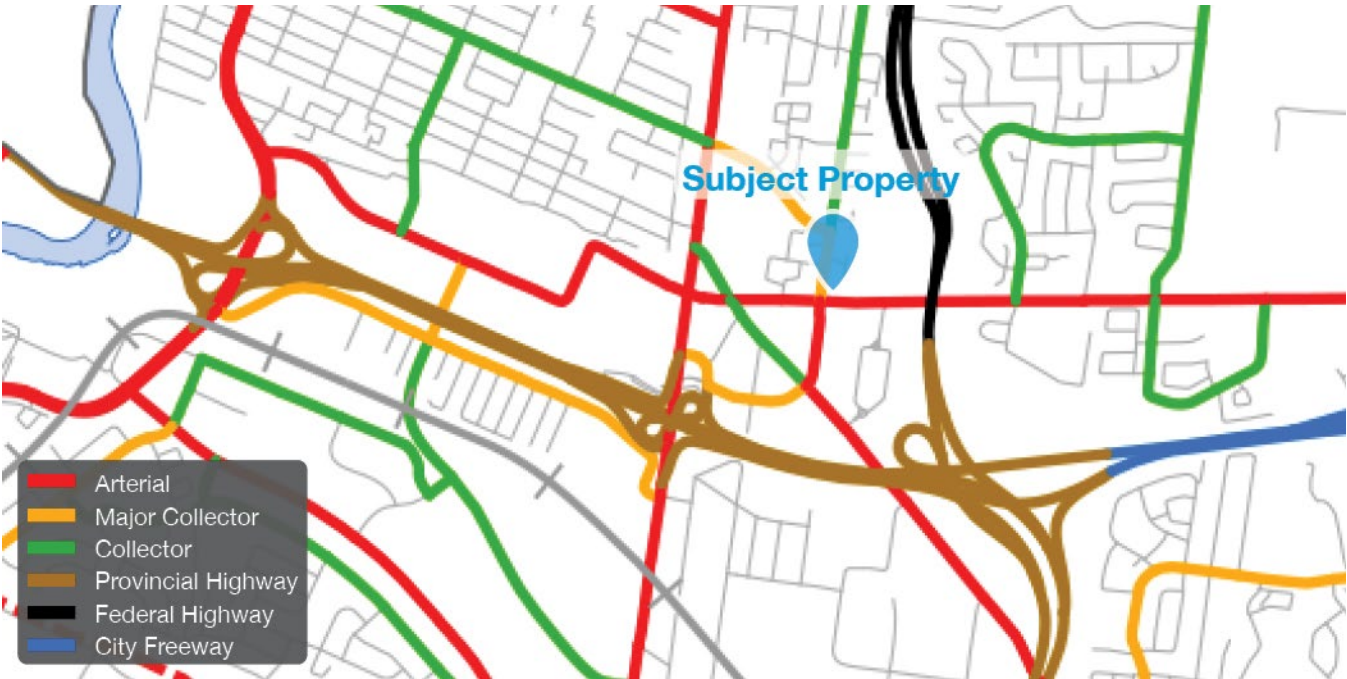 Subject Property
Arterial
Major Collector
Collector
Provincial Highway
Federal Highway
City Freeway